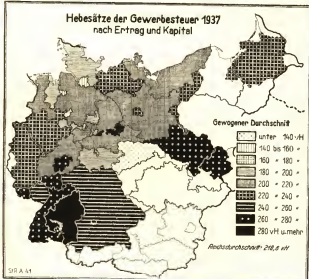 Hebesätze der Gewerbesteuer 1937
nach Ertrag und Kapital
Gewogener Durchschnitt
unter 140 vH
140 bis 160 "
160 " 180 "
180 " 200 "
200 " 220 "
220 " 240 "
240 " 260 "
260 " 280 "
280 vH u.mehr
Reichsdurchschnitt: 218,6 vH